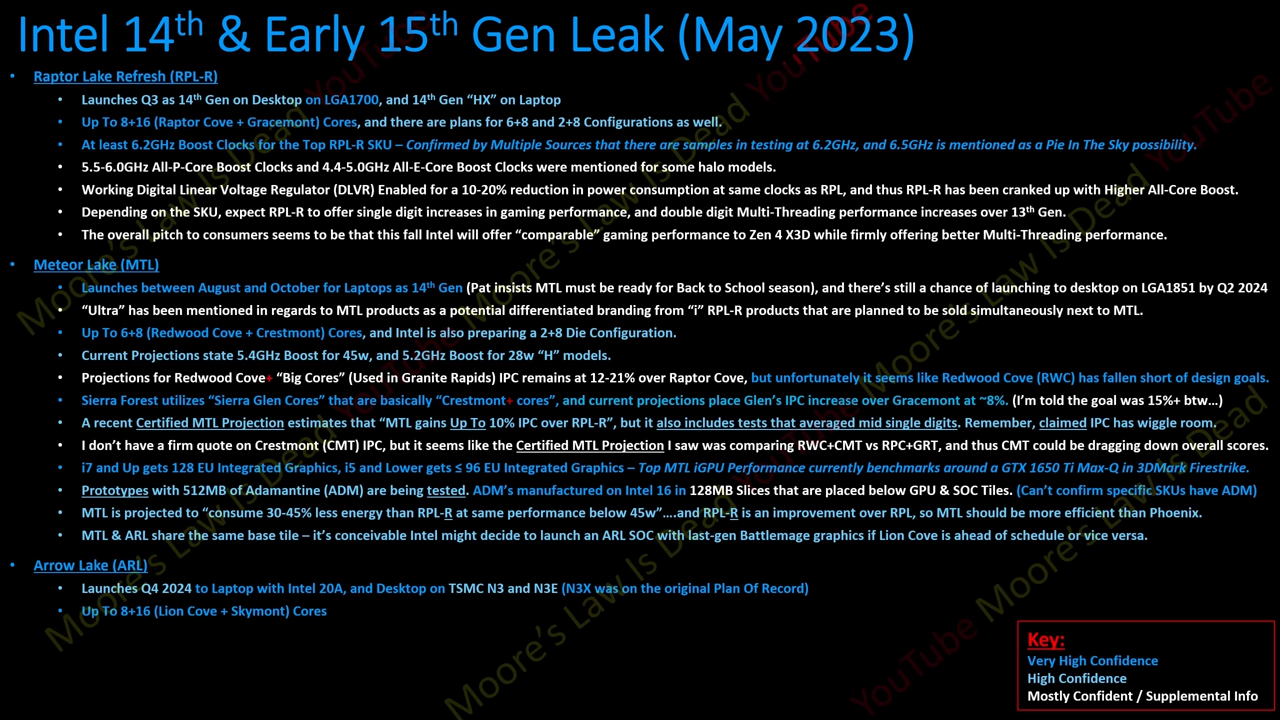 Intel 14th & Early 15th Gen Leak (May 2023)
• Raptor Lake Refresh (RPL-R)
• Launches Q3 as 14th Gen on Desktop on LGA1700, and 14th Gen “HX” on Laptop
• Up To 8+16 (Raptor Cove + Gracemont) Cores, and there are plans for 6+8 and 2+8 Configurations as well.
• At least 6.2GHz Boost Clocks for the Top RPL-R SKU – Confirmed by Multiple Sources that there are samples in testing at 6.2GHz, and 6.5GHz is mentioned as a Pie In The Sky possibility.
• 5.5-6.0GHz All-P-Core Boost Clocks and 4.4-5.0GHz All-E-Core Boost Clocks were mentioned for some halo models.
• Working Digital Linear Voltage Regulator (DLVR) Enabled for a 10-20% reduction in power consumption at same clocks as RPL, and thus RPL-R has been cranked up with Higher All-Core Boost.
• Depending on the SKU, expect RPL-R to offer single digit increases in gaming performance, and double digit Multi-Threading performance increases over 13th Gen.
• The overall pitch to consumers seems to be that this fall Intel will offer “comparable” gaming performance to Zen 4 X3D while firmly offering better Multi-Threading performance.
• Meteor Lake (MTL)
• Launches between August and October for Laptops as 14th Gen (Pat insists MTL must be ready for Back to School season), and there’s still a chance of launching to desktop on LGA1851 by Q2 2024
• “Ultra” has been mentioned in regards to MTL products as a potential differentiated branding from “i” RPL-R products that are planned to be sold simultaneously next to MTL.
• Up To 6+8 (Redwood Cove + Crestmont) Cores, and Intel is also preparing a 2+8 Die Configuration.
• Current Projections state 5.4GHz Boost for 45w, and 5.2GHz Boost for 28w “H” models.
• Projections for Redwood Cove+ “Big Cores” (Used in Granite Rapids) IPC remains at 12-21% over Raptor Cove, but unfortunately it seems like Redwood Cove (RWC) has fallen short of design goals.
• Sierra Forest utilizes “Sierra Glen Cores” that are basically “Crestmont+ cores”, and current projections place Glen’s IPC increase over Gracemont at ~8%. (I’m told the goal was 15%+ btw…)
• A recent Certified MTL Projection estimates that “MTL gains Up To 10% IPC over RPL-R”, but it also includes tests that averaged mid single digits. Remember, claimed IPC has wiggle room.
• I don’t have a firm quote on Crestmont (CMT) IPC, but it seems like the Certified MTL Projection I saw was comparing RWC+CMT vs RPC+GRT, and thus CMT could be dragging down overall scores.
• i7 and Up gets 128 EU Integrated Graphics, i5 and Lower gets ≤ 96 EU Integrated Graphics – Top MTL iGPU Performance currently benchmarks around a GTX 1650 Ti Max-Q in 3DMark Firestrike.
• Prototypes with 512MB of Adamantine (ADM) are being tested. ADM’s manufactured on Intel 16 in 128MB Slices that are placed below GPU & SOC Tiles. (Can’t confirm specific SKUs have ADM)
• MTL is projected to “consume 30-45% less energy than RPL-R at same performance below 45w”….and RPL-R is an improvement over RPL, so MTL should be more efficient than Phoenix.
• MTL & ARL share the same base tile – it’s conceivable Intel might decide to launch an ARL SOC with last-gen Battlemage graphics if Lion Cove is ahead of schedule or vice versa.
• Arrow Lake (ARL)
• Launches Q4 2024 to Laptop with Intel 20A, and Desktop on TSMC N3 and N3E (N3X was on the original Plan Of Record)
• Up To 8+16 (Lion Cove + Skymont) Cores
Key:
Very High Confidence
High Confidence
Mostly Confident / Supplemental Info
Moore’s Law Is Dead YouTube
Moore’s Law Is Dead YouTube
Moore’s Law Is Dead YouTube
Moore’s Law Is Dead YouTube
Moore’s Law Is Dead YouTube
YouTube Moore’s Law Is Dead